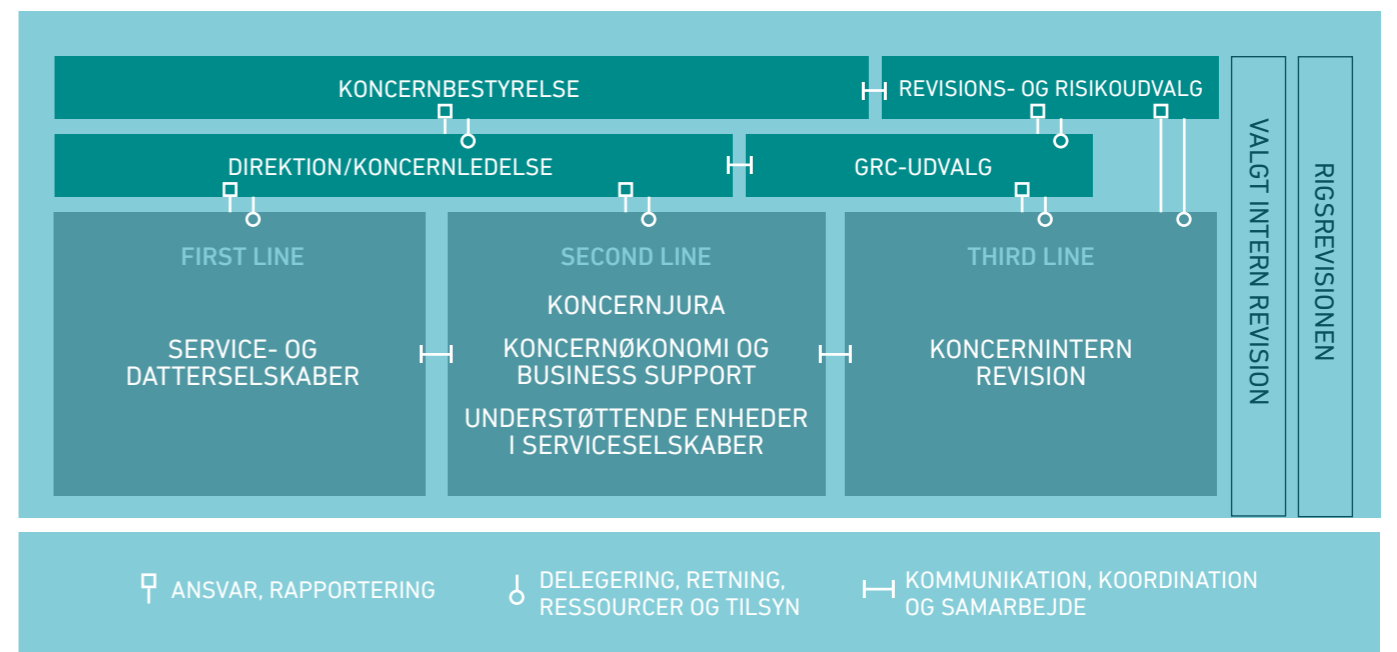 KONCERNBESTYRELSE
REVISIONS- OG RISIKOUDVALG
DIREKTION/KONCERNLEDELSE
GRC-UDVALG
FIRST LINE
SERVICE- OG
DATTERSELSKABER
SECOND LINE
KONCERNJURA
KONCERNØKONOMI OG
BUSINESS SUPPORT
UNDERSTØTTENDE ENHEDER
I SERVICESELSKABER
THIRD LINE
KONCERNINTERN
REVISION
VALGT INTERN REVISION
RIGSREVISIONEN
ANSVAR, RAPPORTERING
DELEGERING, RETNING,
RESSOURCER OG TILSYN
KOMMUNIKATION, KOORDINATION
OG SAMARBEJDE